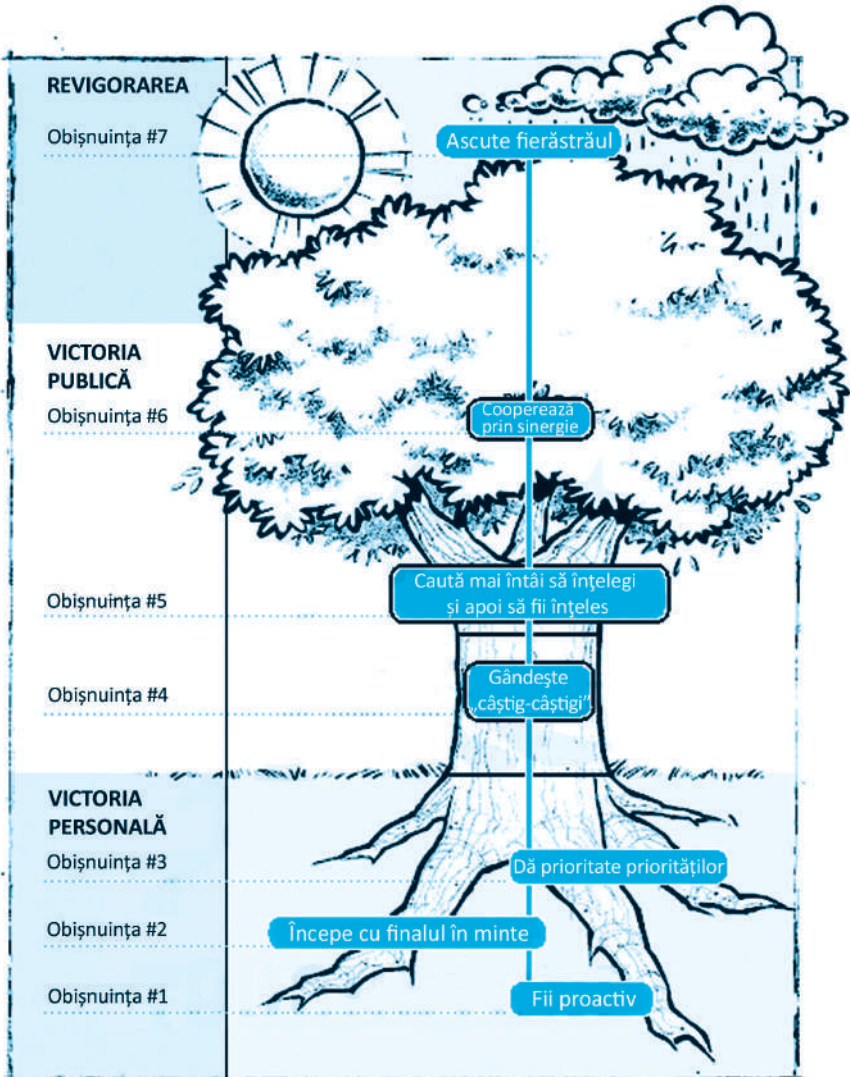 REVIGORAREA
Obișnuința #7
Ascute fierăstrăul
VICTORIA
PUBLICĂ
Obișnuința #6
Cooperează
prin sinergie
Obișnuința #5
Caută mai întâi să înțelegi
și apoi să fii înțeles
Obișnuința #4
Gândește
„câștig-câștigi”
VICTORIA
PERSONALĂ
Obișnuința #3
Dă prioritate priorităților
Obișnuința #2
Începe cu finalul în minte
Obișnuința #1
Fii proactiv